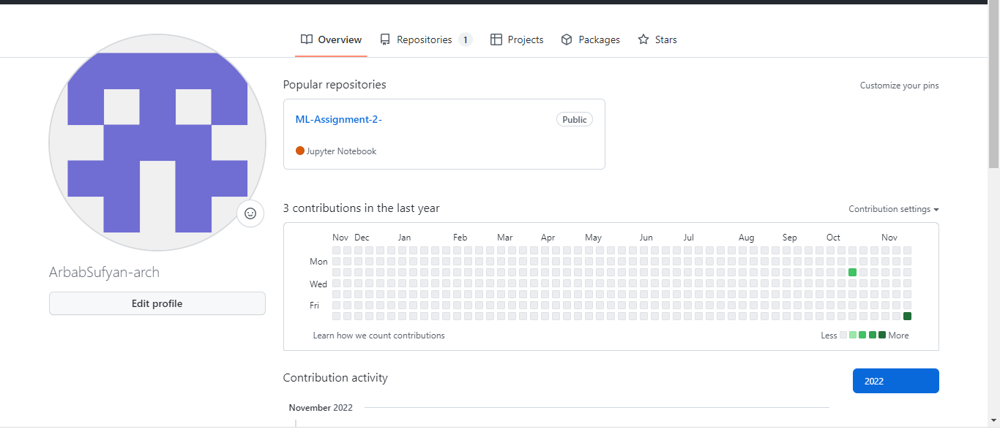 Overview Repositories 1 Projects Packages Stars
Popular repositories Customize your pins
ML-Assignment-2- Public
Jupyter Notebook
3 contributions in the last year Contribution settings
Nov Dec Jan Feb Mar Apr May Jun Jul Aug Sep Oct Nov
Mon
Wed
Fri
Learn how we count contributions Less More
ArbabSufyan-arch
Edit profile
Contribution activity 2022
November 2022